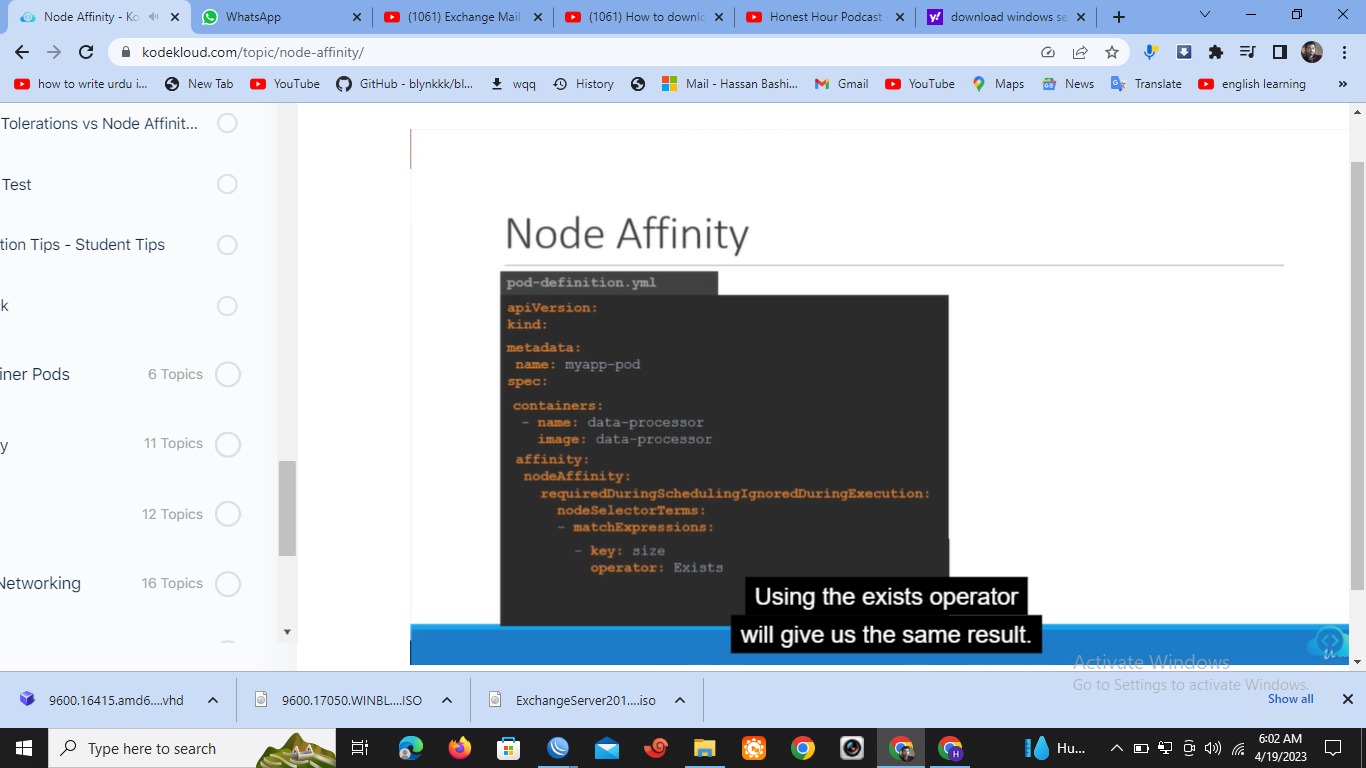 Node Affinity - Ko
WhatsApp
(1061) Exchange Mail
(1061) How to downlo
Honest Hour Podcast
download windows se
kodekloud.com/topic/node-affinity/
how to write urdu i...
New Tab
YouTube
GitHub - blynkkk/bl...
wqq
History
Mail - Hassan Bashi...
Gmail
YouTube
Maps
News
Translate
english learning
»
Tolerations vs Node Affinit...
Test
tion Tips - Student Tips
k
iner Pods 6 Topics
y 11 Topics
12 Topics
Networking 16 Topics
Node Affinity
pod-definition.yml
apiVersion:
kind:
metadata:
name: myapp-pod
spec:
containers:
- name: data-processor
image: data-processor
affinity:
nodeAffinity:
requiredDuringSchedulingIgnoredDuringExecution:
nodeSelectorTerms:
- matchExpressions:
- key: size
operator: Exists
Using the exists operator
will give us the same result.
Activate Windows
Go to Settings to activate Windows.
9600.16415.amd6....vhd
9600.17050.WINBL....ISO
ExchangeServer201....iso
Show all
Type here to search
Hu...
6:02 AM
4/19/2023